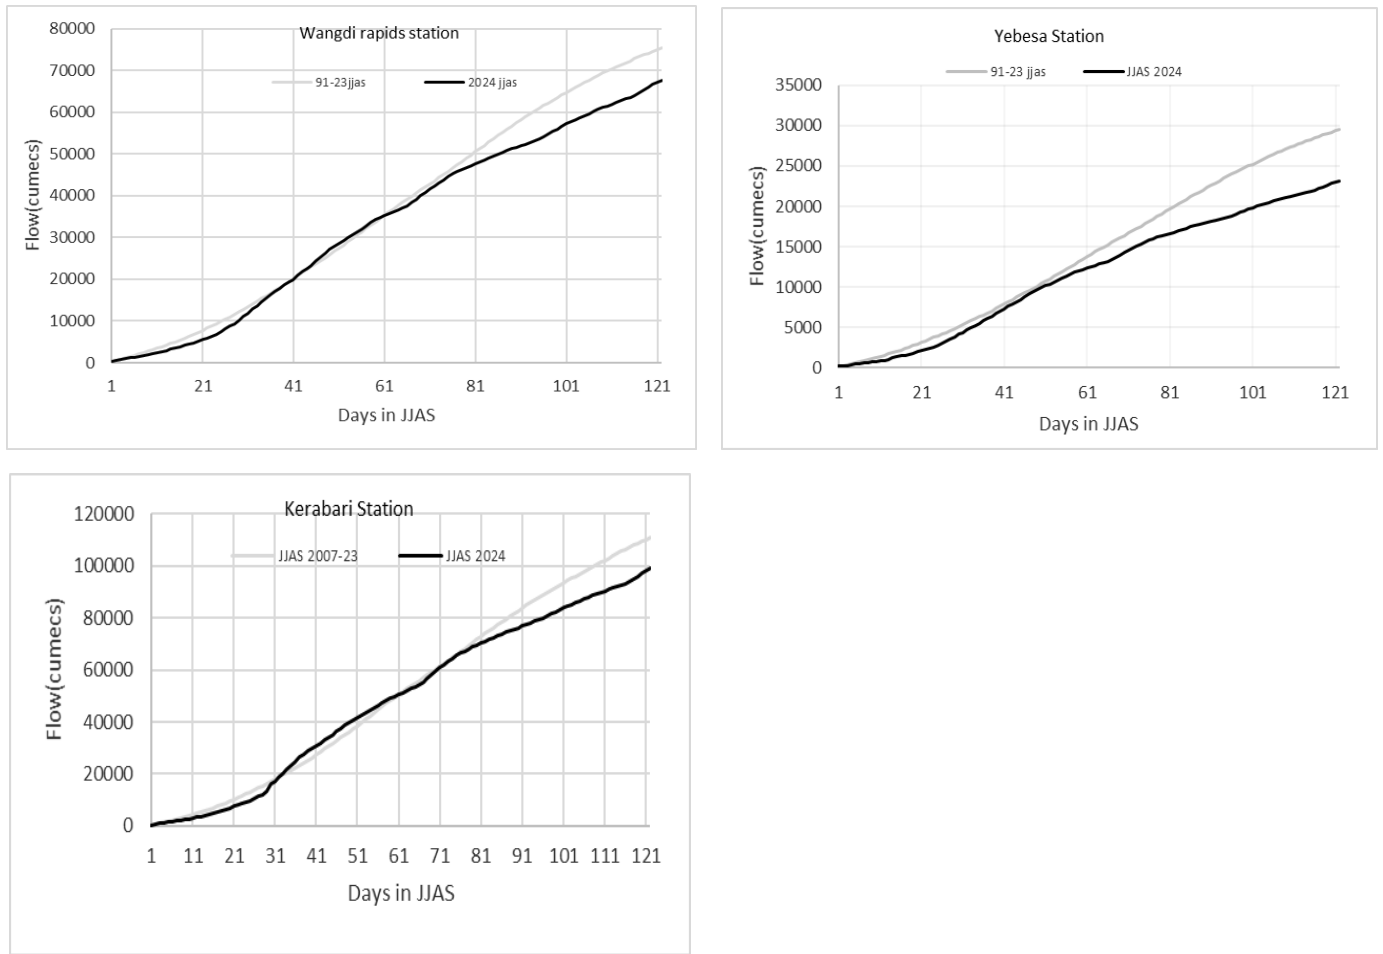 Wangdi rapids station
91-23jjas
2024 jjas
80000
70000
60000
50000
40000
30000
20000
10000
0
Flow(cumecs)
1 21 41 61 81 101 121
Days in JJAS
Yebesa Station
91-23 jjas
JJAS 2024
35000
30000
25000
20000
15000
10000
5000
0
Flow(cumecs)
1 21 41 61 81 101 121
Days in JJAS
Kerabari Station
JJAS 2007-23
JJAS 2024
120000
100000
80000
60000
40000
20000
0
Flow(cumecs)
1 11 21 31 41 51 61 71 81 91 101 111 121
Days in JJAS